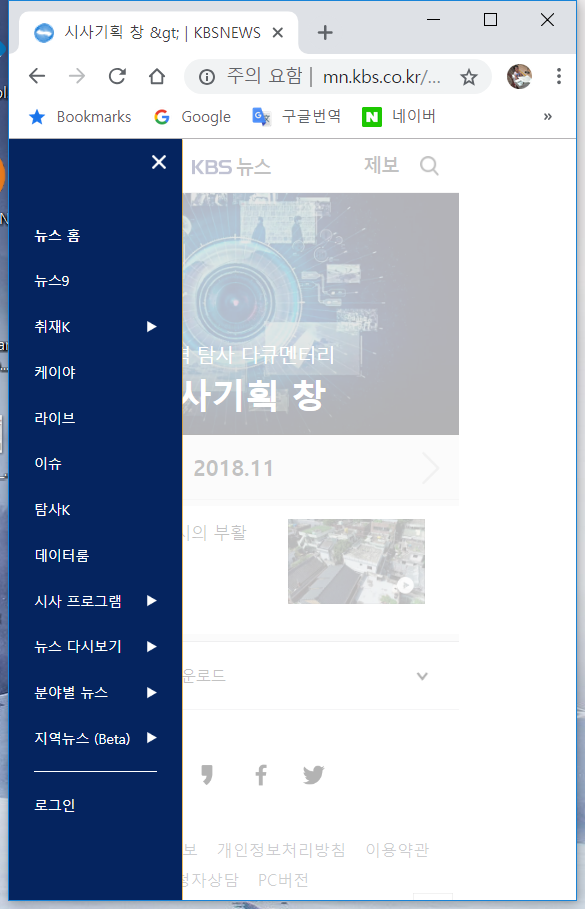 시사기획 창 &gt; | KBSNEWS
주의 요함 | mn.kbs.co.kr/...
Bookmarks Google 구글번역 네이버 »
KBS 뉴스 제보
뉴스 홈
뉴스9
취재K
케이야
라이브
이슈
탐사K
데이터룸
시사 프로그램
뉴스 다시보기
분야별 뉴스
지역뉴스 (Beta)
로그인
탐사 다큐멘터리
사기획 창
2018.11
시의 부활
운로드
보 개인정보처리방침 이용약관
청자상담 PC버전